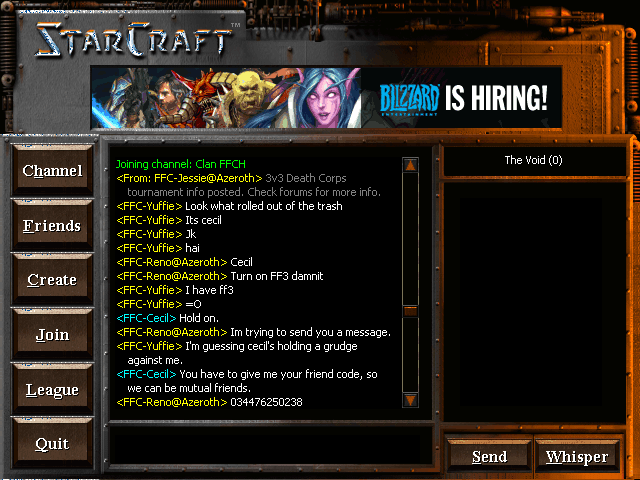 STARCRAFT™
BLIZZARD ENTERTAINMENT IS HIRING!
Channel
Friends
Create
Join
League
Quit
Joining channel: Clan FFCH
<From: FFC-Jessie@Azeroth> 3v3 Death Corps
tournament info posted. Check forums for more info.
<FFC-Yuffie> Look what rolled out of the trash
<FFC-Yuffie> Its cecil
<FFC-Yuffie> Jk
<FFC-Yuffie> hai
<FFC-Reno@Azeroth> Cecil
<FFC-Reno@Azeroth> Turn on FF3 damnit
<FFC-Yuffie> I have ff3
<FFC-Yuffie> =O
<FFC-Cecil> Hold on.
<FFC-Reno@Azeroth> Im trying to send you a message.
<FFC-Yuffie> I'm guessing cecil's holding a grudge
against me.
<FFC-Cecil> You have to give me your friend code, so
we can be mutual friends.
<FFC-Reno@Azeroth> 034476250238
The Void (0)
Send
Whisper